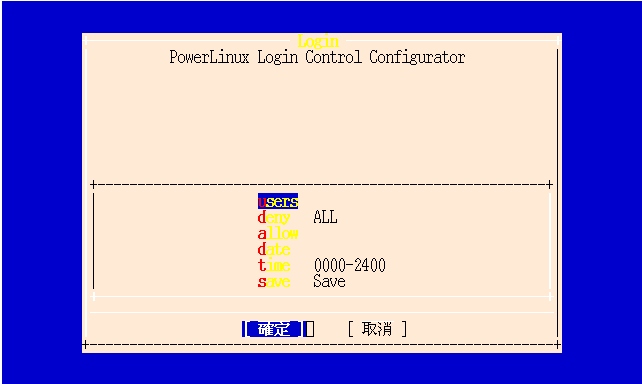 Login
PowerLinux Login Control Configurator
users
deny ALL
allow
date
time 0000-2400
save Save
[ 確定 ] [ 取消 ]